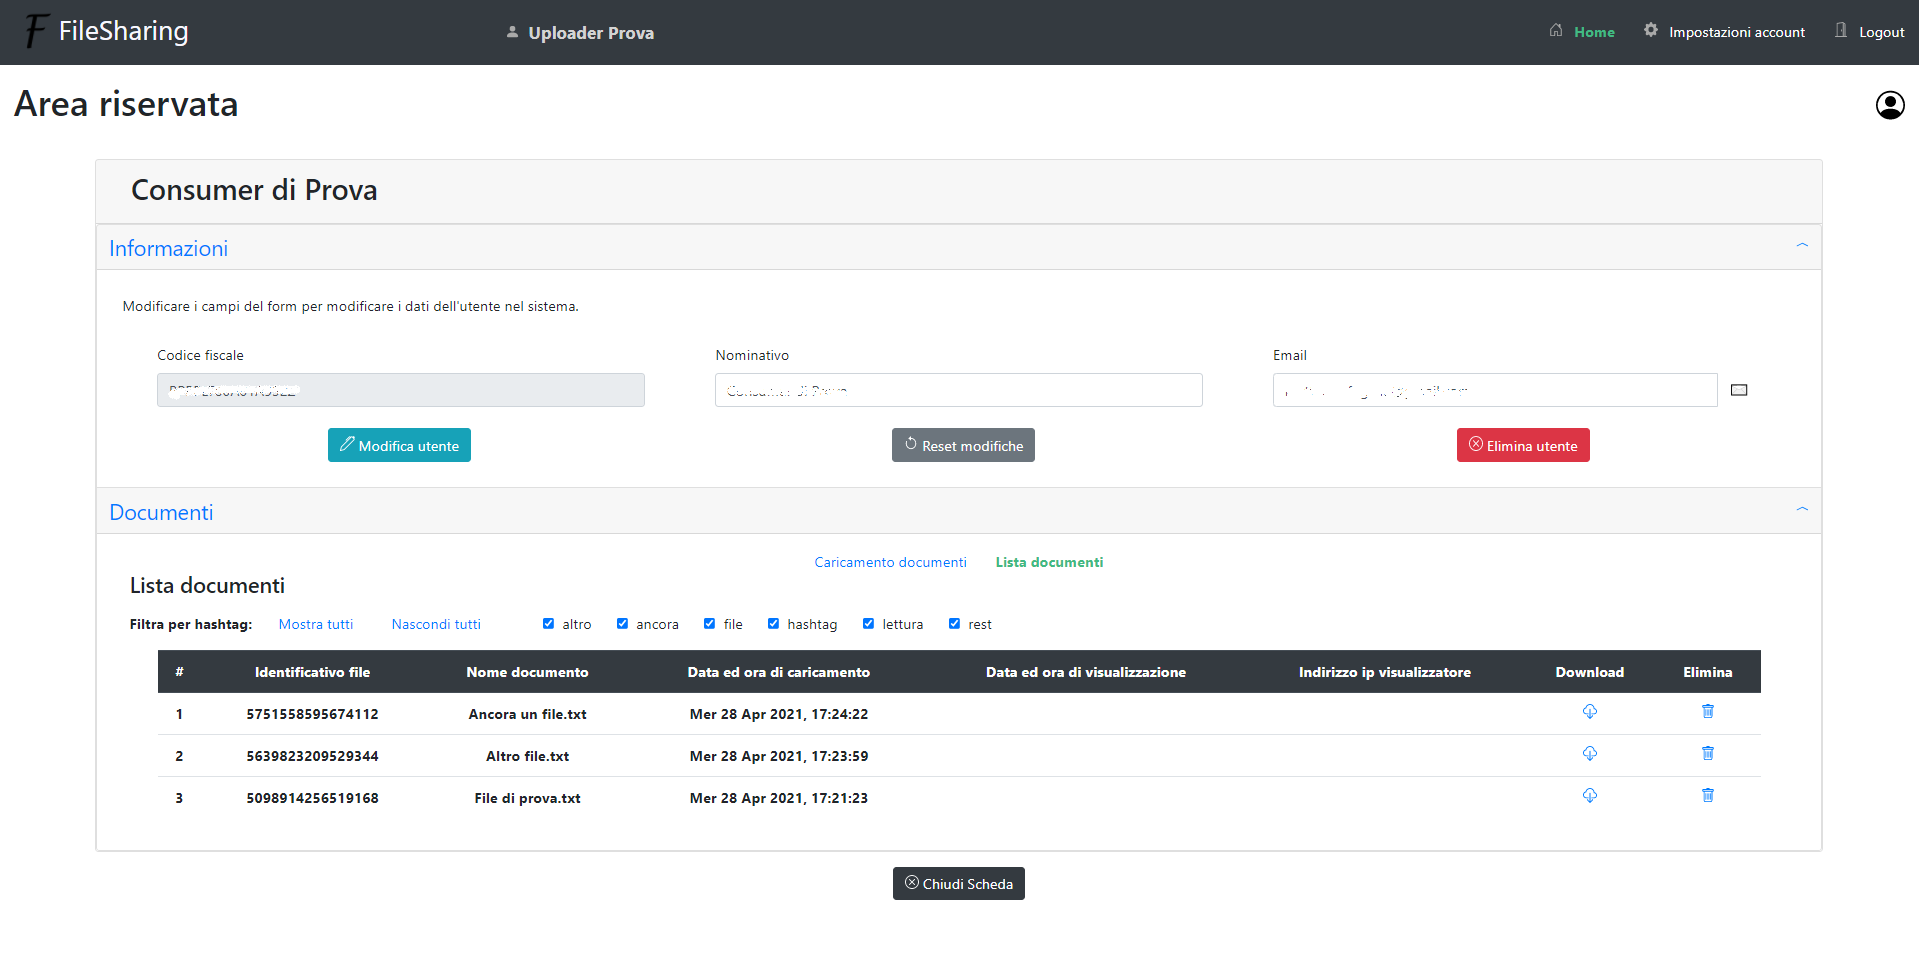 FileSharing
Uploader Prova
Home
Impostazioni account
Logout
Area riservata
Consumer di Prova
Informazioni
Modificare i campi del form per modificare i dati dell'utente nel sistema.
Codice fiscale
Nominativo
Email
Modifica utente
Reset modifiche
Elimina utente
Documenti
Caricamento documenti
Lista documenti
Lista documenti
Filtra per hashtag: Mostra tutti Nascondi tutti altro ancora file hashtag lettura rest
# Identificativo file Nome documento Data ed ora di caricamento Data ed ora di visualizzazione Indirizzo ip visualizzatore Download Elimina
1 5751558595674112 Ancora un file.txt Mer 28 Apr 2021, 17:24:22
2 5639823209529344 Altro file.txt Mer 28 Apr 2021, 17:23:59
3 5098914256519168 File di prova.txt Mer 28 Apr 2021, 17:21:23
Chiudi Scheda